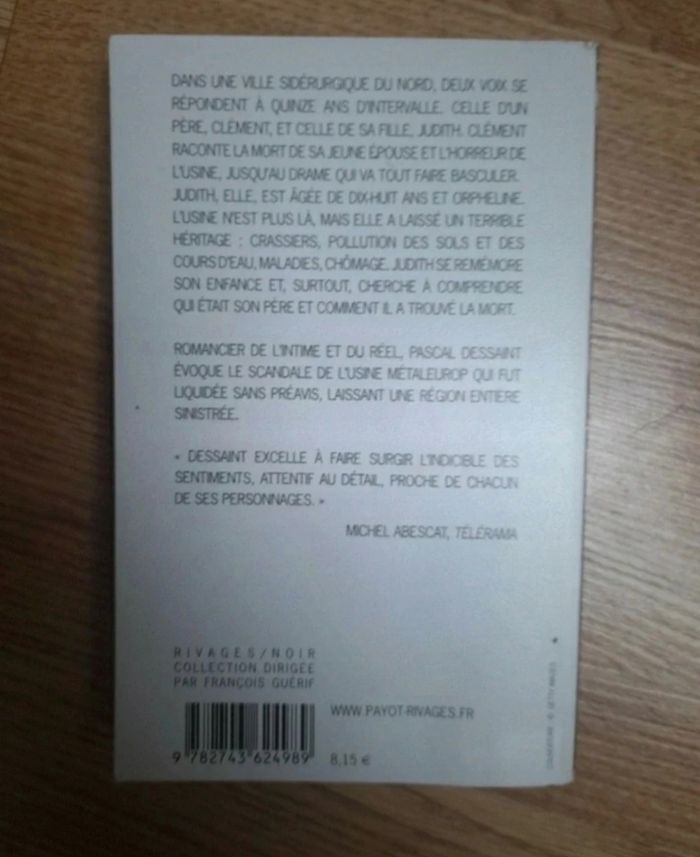 DANS UNE VILLE SIDÉRURGIQUE DU NORD, DEUX VOIX SE
RÉPONDENT À QUINZE ANS D'INTERVALLE. CELLE D'UN
PÈRE, CLÉMENT, ET CELLE DE SA FILLE, JUDITH. CLÉMENT
RACONTE LA MORT DE SA JEUNE ÉPOUSE ET L'HORREUR DE
L'USINE, JUSQU'AU DRAME QUI VA TOUT FAIRE BASCULER.
JUDITH, ELLE, EST ÂGÉE DE DIX-HUIT ANS ET ORPHELINE.
L'USINE N'EST PLUS LÀ, MAIS ELLE A LAISSÉ UN TERRIBLE
HÉRITAGE : CRASSIERS, POLLUTION DES SOLS ET DES
COURS D'EAU, MALADIES, CHÔMAGE. JUDITH SE REMÉMORE
SON ENFANCE ET, SURTOUT, CHERCHE À COMPRENDRE
QUI ÉTAIT SON PÈRE ET COMMENT IL A TROUVÉ LA MORT.
ROMANCIER DE L'INTIME ET DU RÉEL, PASCAL DESSAINT
ÉVOQUE LE SCANDALE DE L'USINE MÉTALEUROP QUI FUT
LIQUIDÉE SANS PRÉAVIS, LAISSANT UNE RÉGION ENTIÈRE
SINISTRÉE.
« DESSAINT EXCELLE À FAIRE SURGIR L'INDICIBLE DES
SENTIMENTS, ATTENTIF AU DÉTAIL, PROCHE DE CHACUN
DE SES PERSONNAGES. »
MICHEL ABESCAT, TÉLÉRAMA
RIVAGES/NOIR
COLLECTION DIRIGÉE
PAR FRANÇOIS GUÉRIF
WWW.PAYOT-RIVAGES.FR
9 782743 624989
8,15 €
COUVERTURE : © GETTY IMAGES